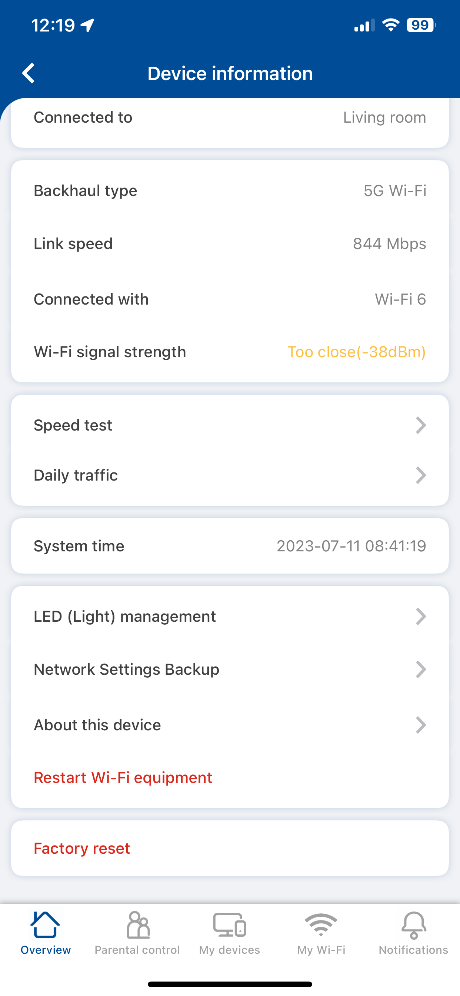 12:19
99
Device information
Connected to Living room
Backhaul type 5G Wi-Fi
Link speed 844 Mbps
Connected with Wi-Fi 6
Wi-Fi signal strength Too close(-38dBm)
Speed test
Daily traffic
System time 2023-07-11 08:41:19
LED (Light) management
Network Settings Backup
About this device
Restart Wi-Fi equipment
Factory reset
Overview Parental control My devices My Wi-Fi Notifications